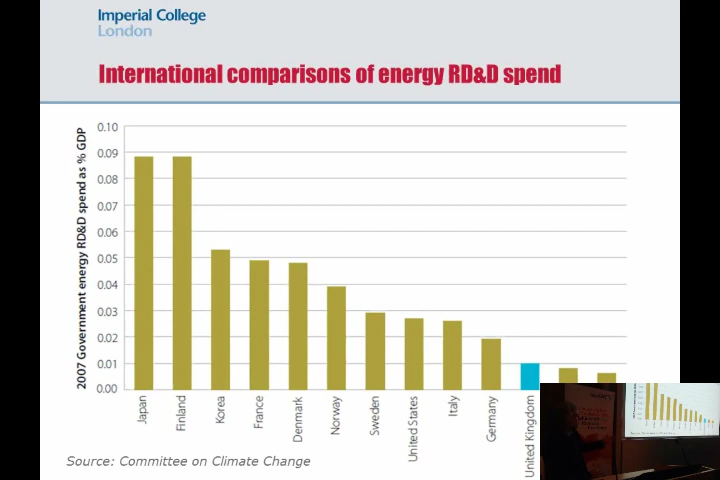 Imperial College
London
International comparisons of energy RD&D spend
2007 Government energy RD&D spend as % GDP
0.10
0.09
0.08
0.07
0.06
0.05
0.04
0.03
0.02
0.01
0.00
Japan
Finland
Korea
France
Denmark
Norway
Sweden
United States
Italy
Germany
United Kingdom
Source: Committee on Climate Change